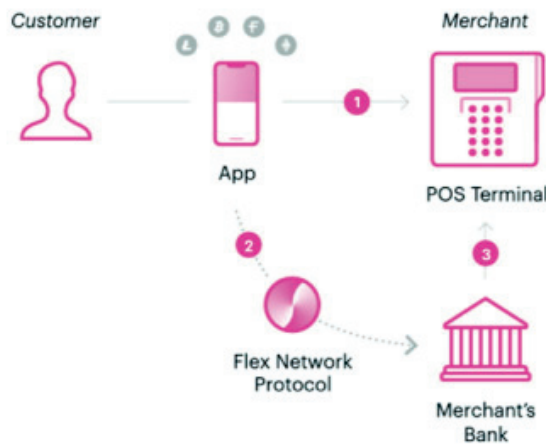 Customer
Merchant
App
1
POS Terminal
2
3
Flex Network
Protocol
Merchant's
Bank